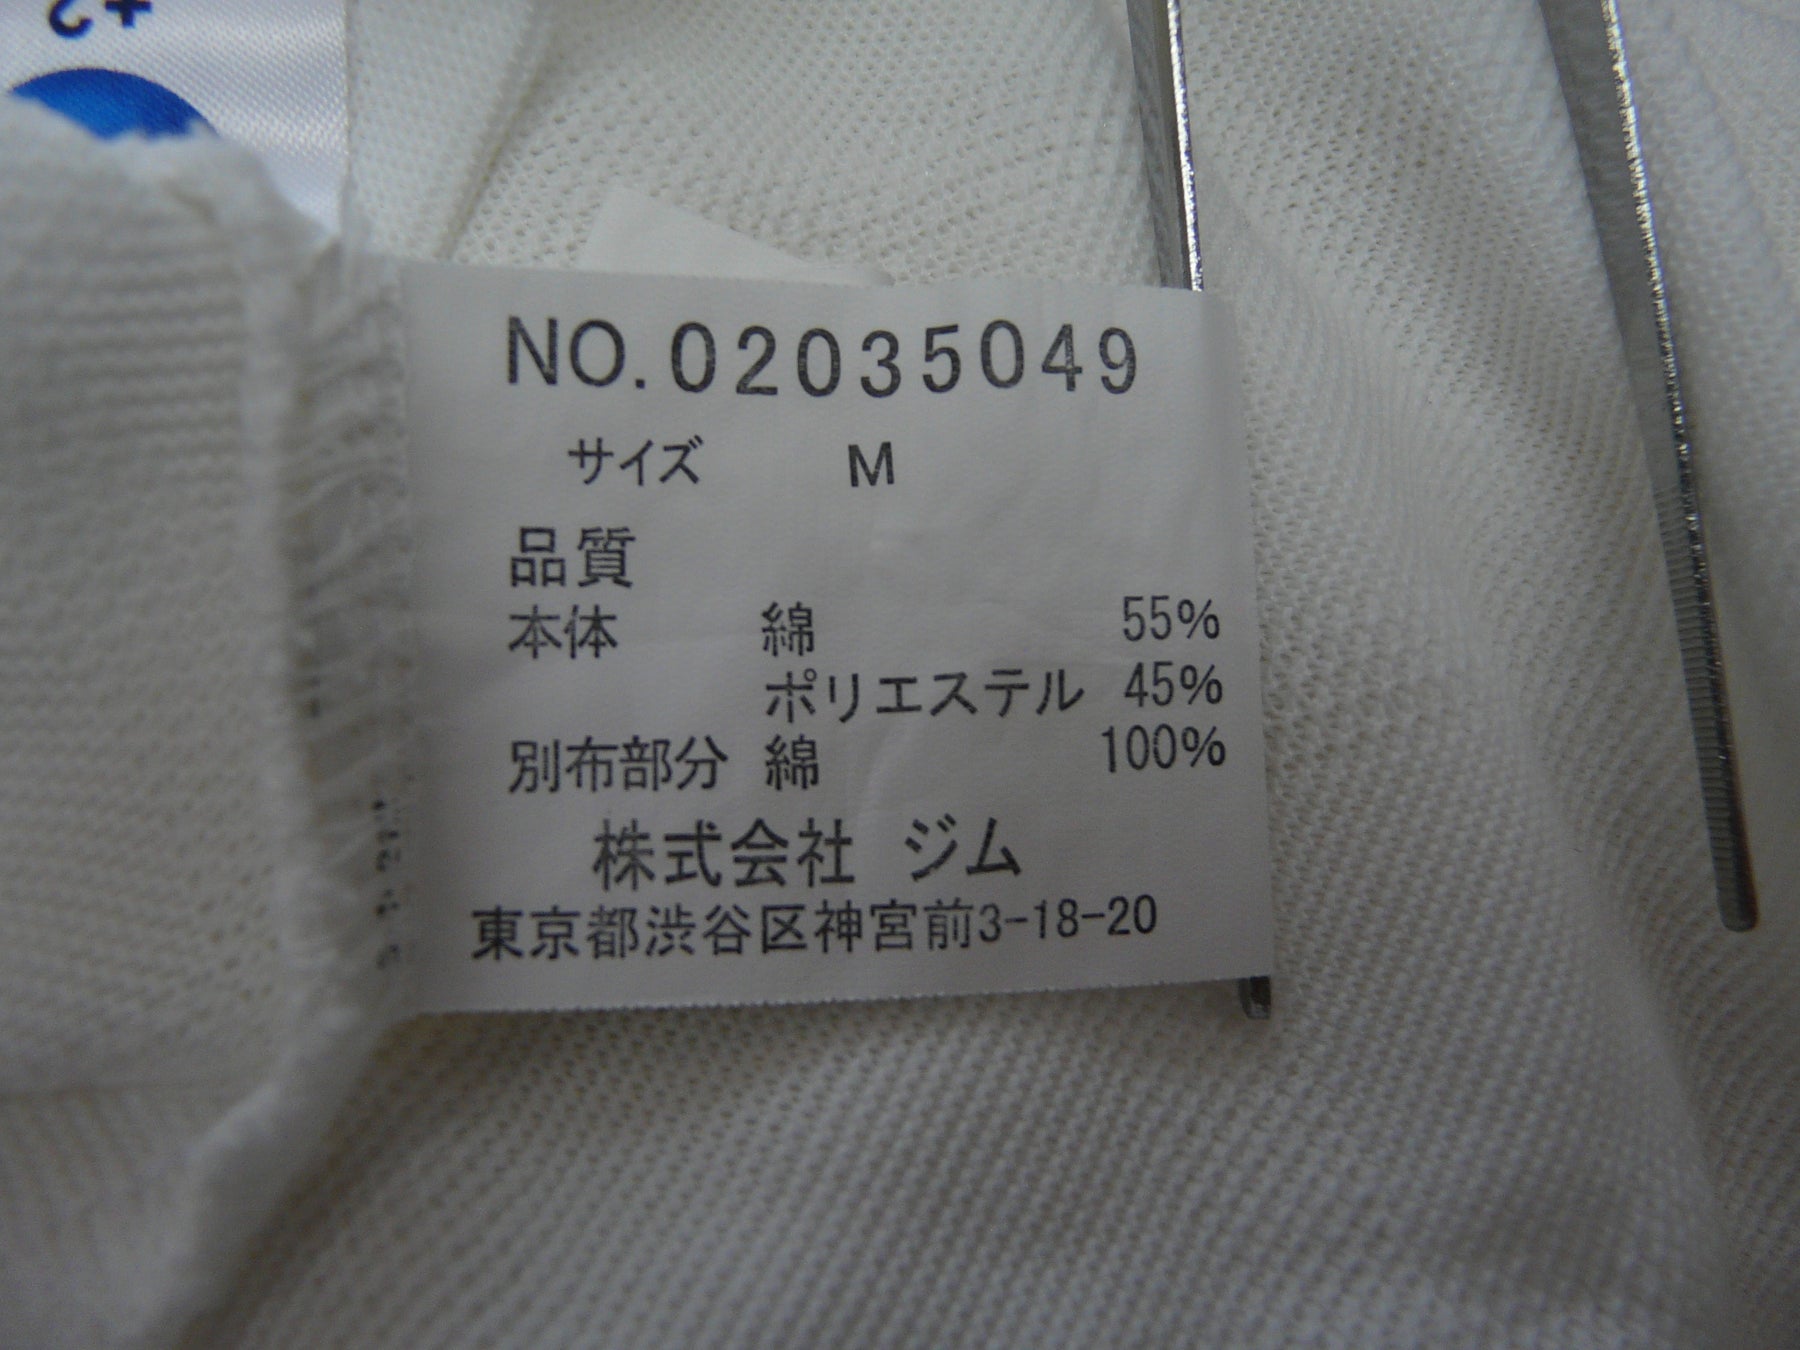 NO.02035049
サイズ M
品質
本体 綿 55%
ポリエステル 45%
別布部分 綿 100%
株式会社 ジム
東京都渋谷区神宮前3-18-20